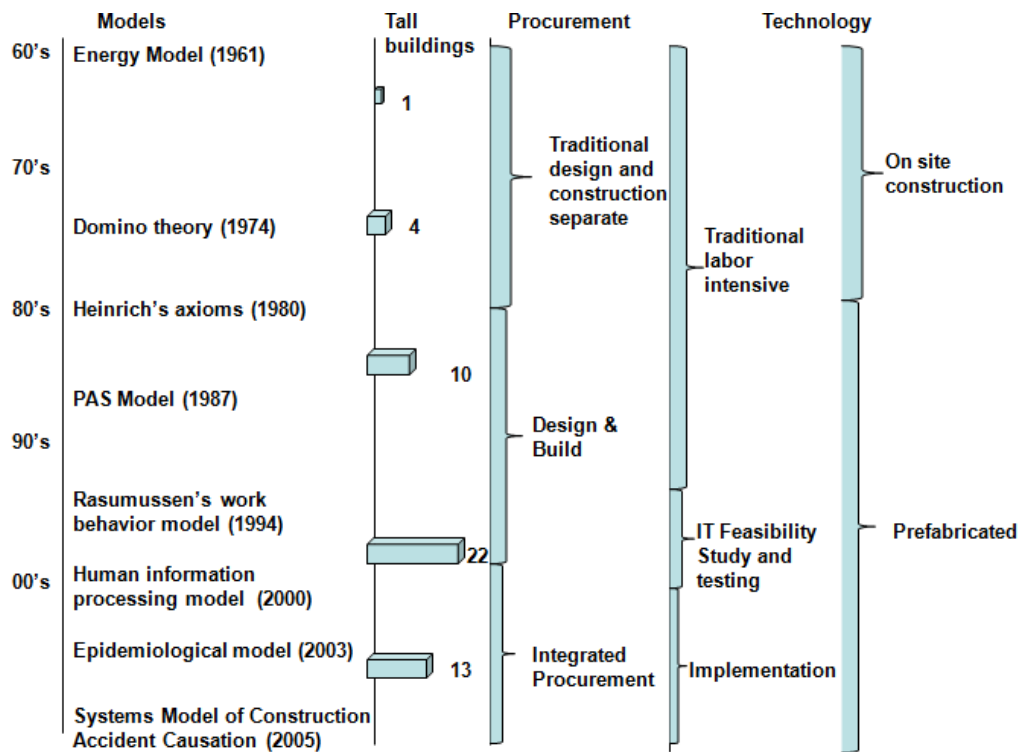 Models
Tall
buildings
Procurement
Technology
60's
Energy Model (1961)
1
Traditional
design and
construction
separate
On site
construction
70's
Domino theory (1974)
4
Traditional
labor
intensive
80's
Heinrich's axioms (1980)
10
PAS Model (1987)
Design &
Build
90's
Rasumussen's work
behavior model (1994)
22
IT Feasibility
Study and
testing
Prefabricated
00's
Human information
processing model (2000)
Epidemiological model (2003)
13
Integrated
Procurement
Implementation
Systems Model of Construction
Accident Causation (2005)